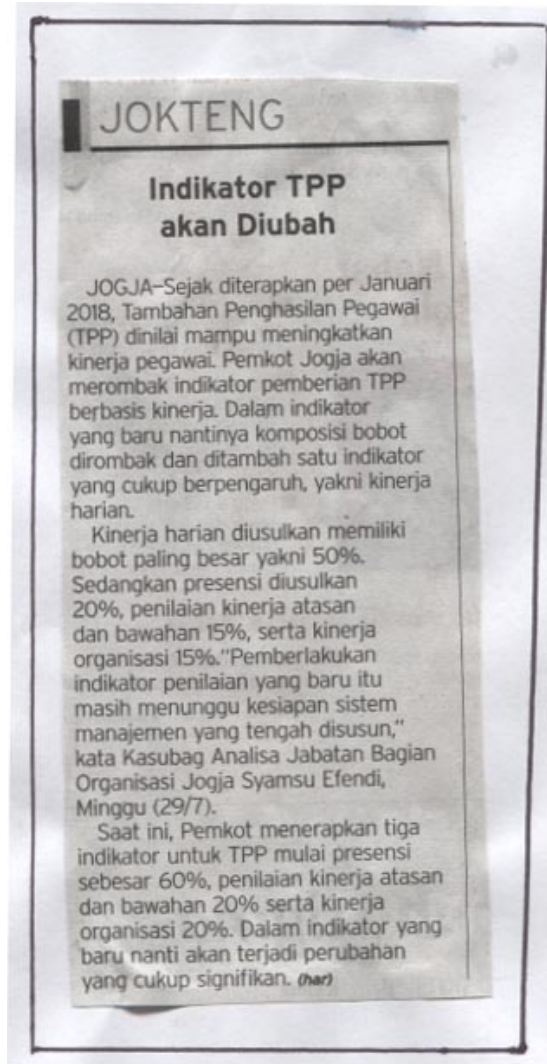 JOKTENG
Indikator TPP
akan Diubah
JOGJA–Sejak diterapkan per Januari
2018, Tambahan Penghasilan Pegawai
(TPP) dinilai mampu meningkatkan
kinerja pegawai. Pemkot Jogja akan
merombak indikator pemberian TPP
berbasis kinerja. Dalam indikator
yang baru nantinya komposisi bobot
dirombak dan ditambah satu indikator
yang cukup berpengaruh, yakni kinerja
harian.
Kinerja harian diusulkan memiliki
bobot paling besar yakni 50%.
Sedangkan presensi diusulkan
20%, penilaian kinerja atasan
dan bawahan 15%, serta kinerja
organisasi 15%."Pemberlakukan
indikator penilaian yang baru itu
masih menunggu kesiapan sistem
manajemen yang tengah disusun,"
kata Kasubag Analisa Jabatan Bagian
Organisasi Jogja Syamsu Efendi,
Minggu (29/7).
Saat ini, Pemkot menerapkan tiga
indikator untuk TPP mulai presensi
sebesar 60%, penilaian kinerja atasan
dan bawahan 20% serta kinerja
organisasi 20%. Dalam indikator yang
baru nanti akan terjadi perubahan
yang cukup signifikan. (har)